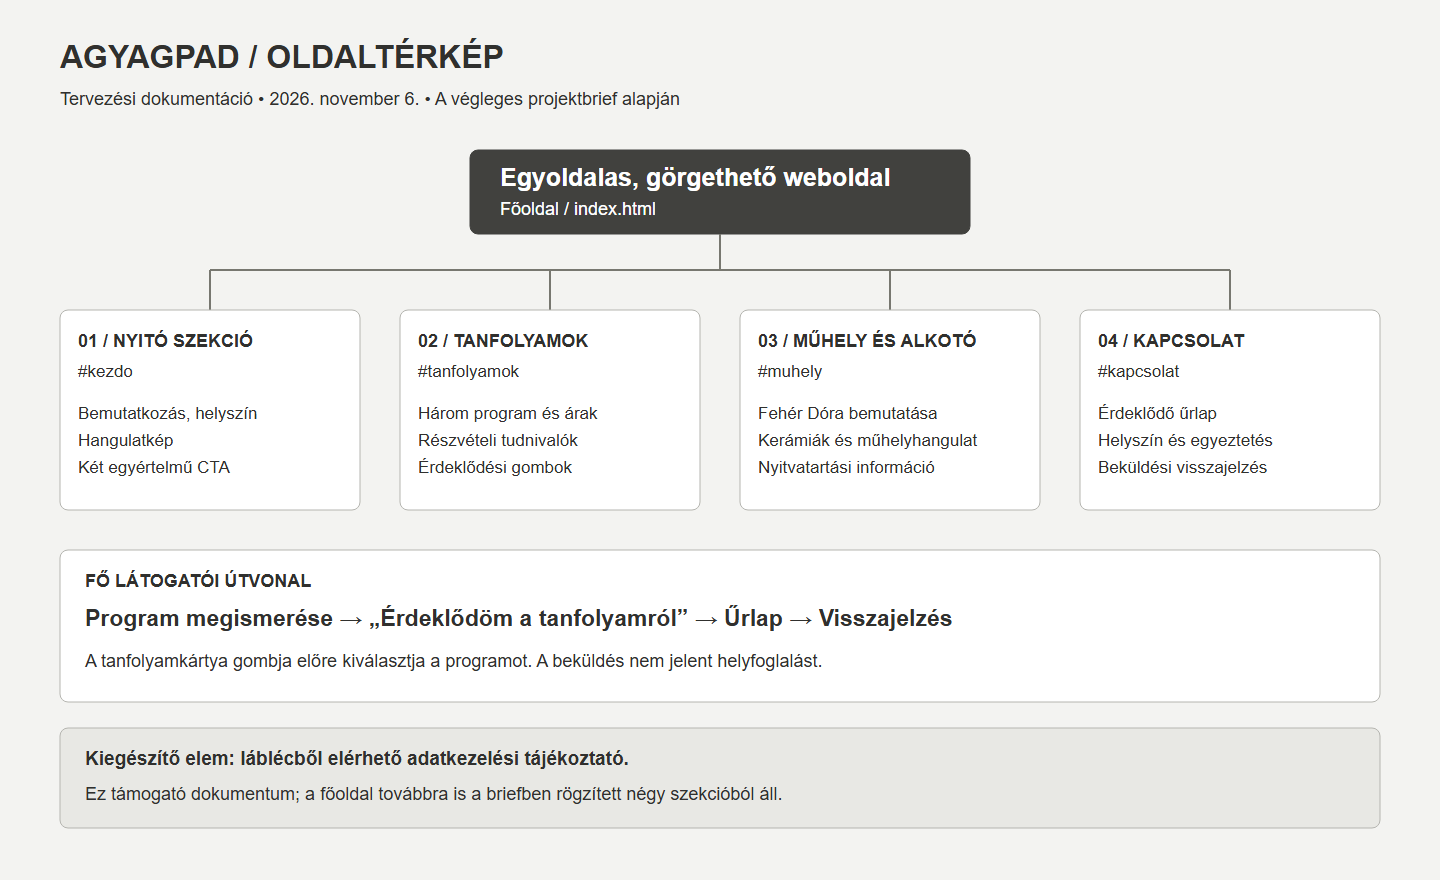 AGYAGPAD / OLDALTÉRKÉP
Tervezési dokumentáció • 2026. november 6. • A végleges projektbrief alapján
Egyoldalas, görgethető weboldal
Főoldal / index.html
01 / NYITÓ SZEKCIÓ
#kezdo
Bemutatkozás, helyszín
Hangulatkép
Két egyértelmű CTA
02 / TANFOLYAMOK
#tanfolyamok
Három program és árak
Részvételi tudnivalók
Érdeklődési gombok
03 / MŰHELY ÉS ALKOTÓ
#muhely
Fehér Dóra bemutatása
Kerámiák és műhelyhangulat
Nyitvatartási információ
04 / KAPCSOLAT
#kapcsolat
Érdeklődő űrlap
Helyszín és egyeztetés
Beküldési visszajelzés
FŐ LÁTOGATÓI ÚTVONAL
Program megismerése → „Érdeklődöm a tanfolyamról” → Űrlap → Visszajelzés
A tanfolyamkártya gombja előre kiválasztja a programot. A beküldés nem jelent helyfoglalást.
Kiegészítő elem: láblécből elérhető adatkezelési tájékoztató.
Ez támogató dokumentum; a főoldal továbbra is a briefben rögzített négy szekcióból áll.